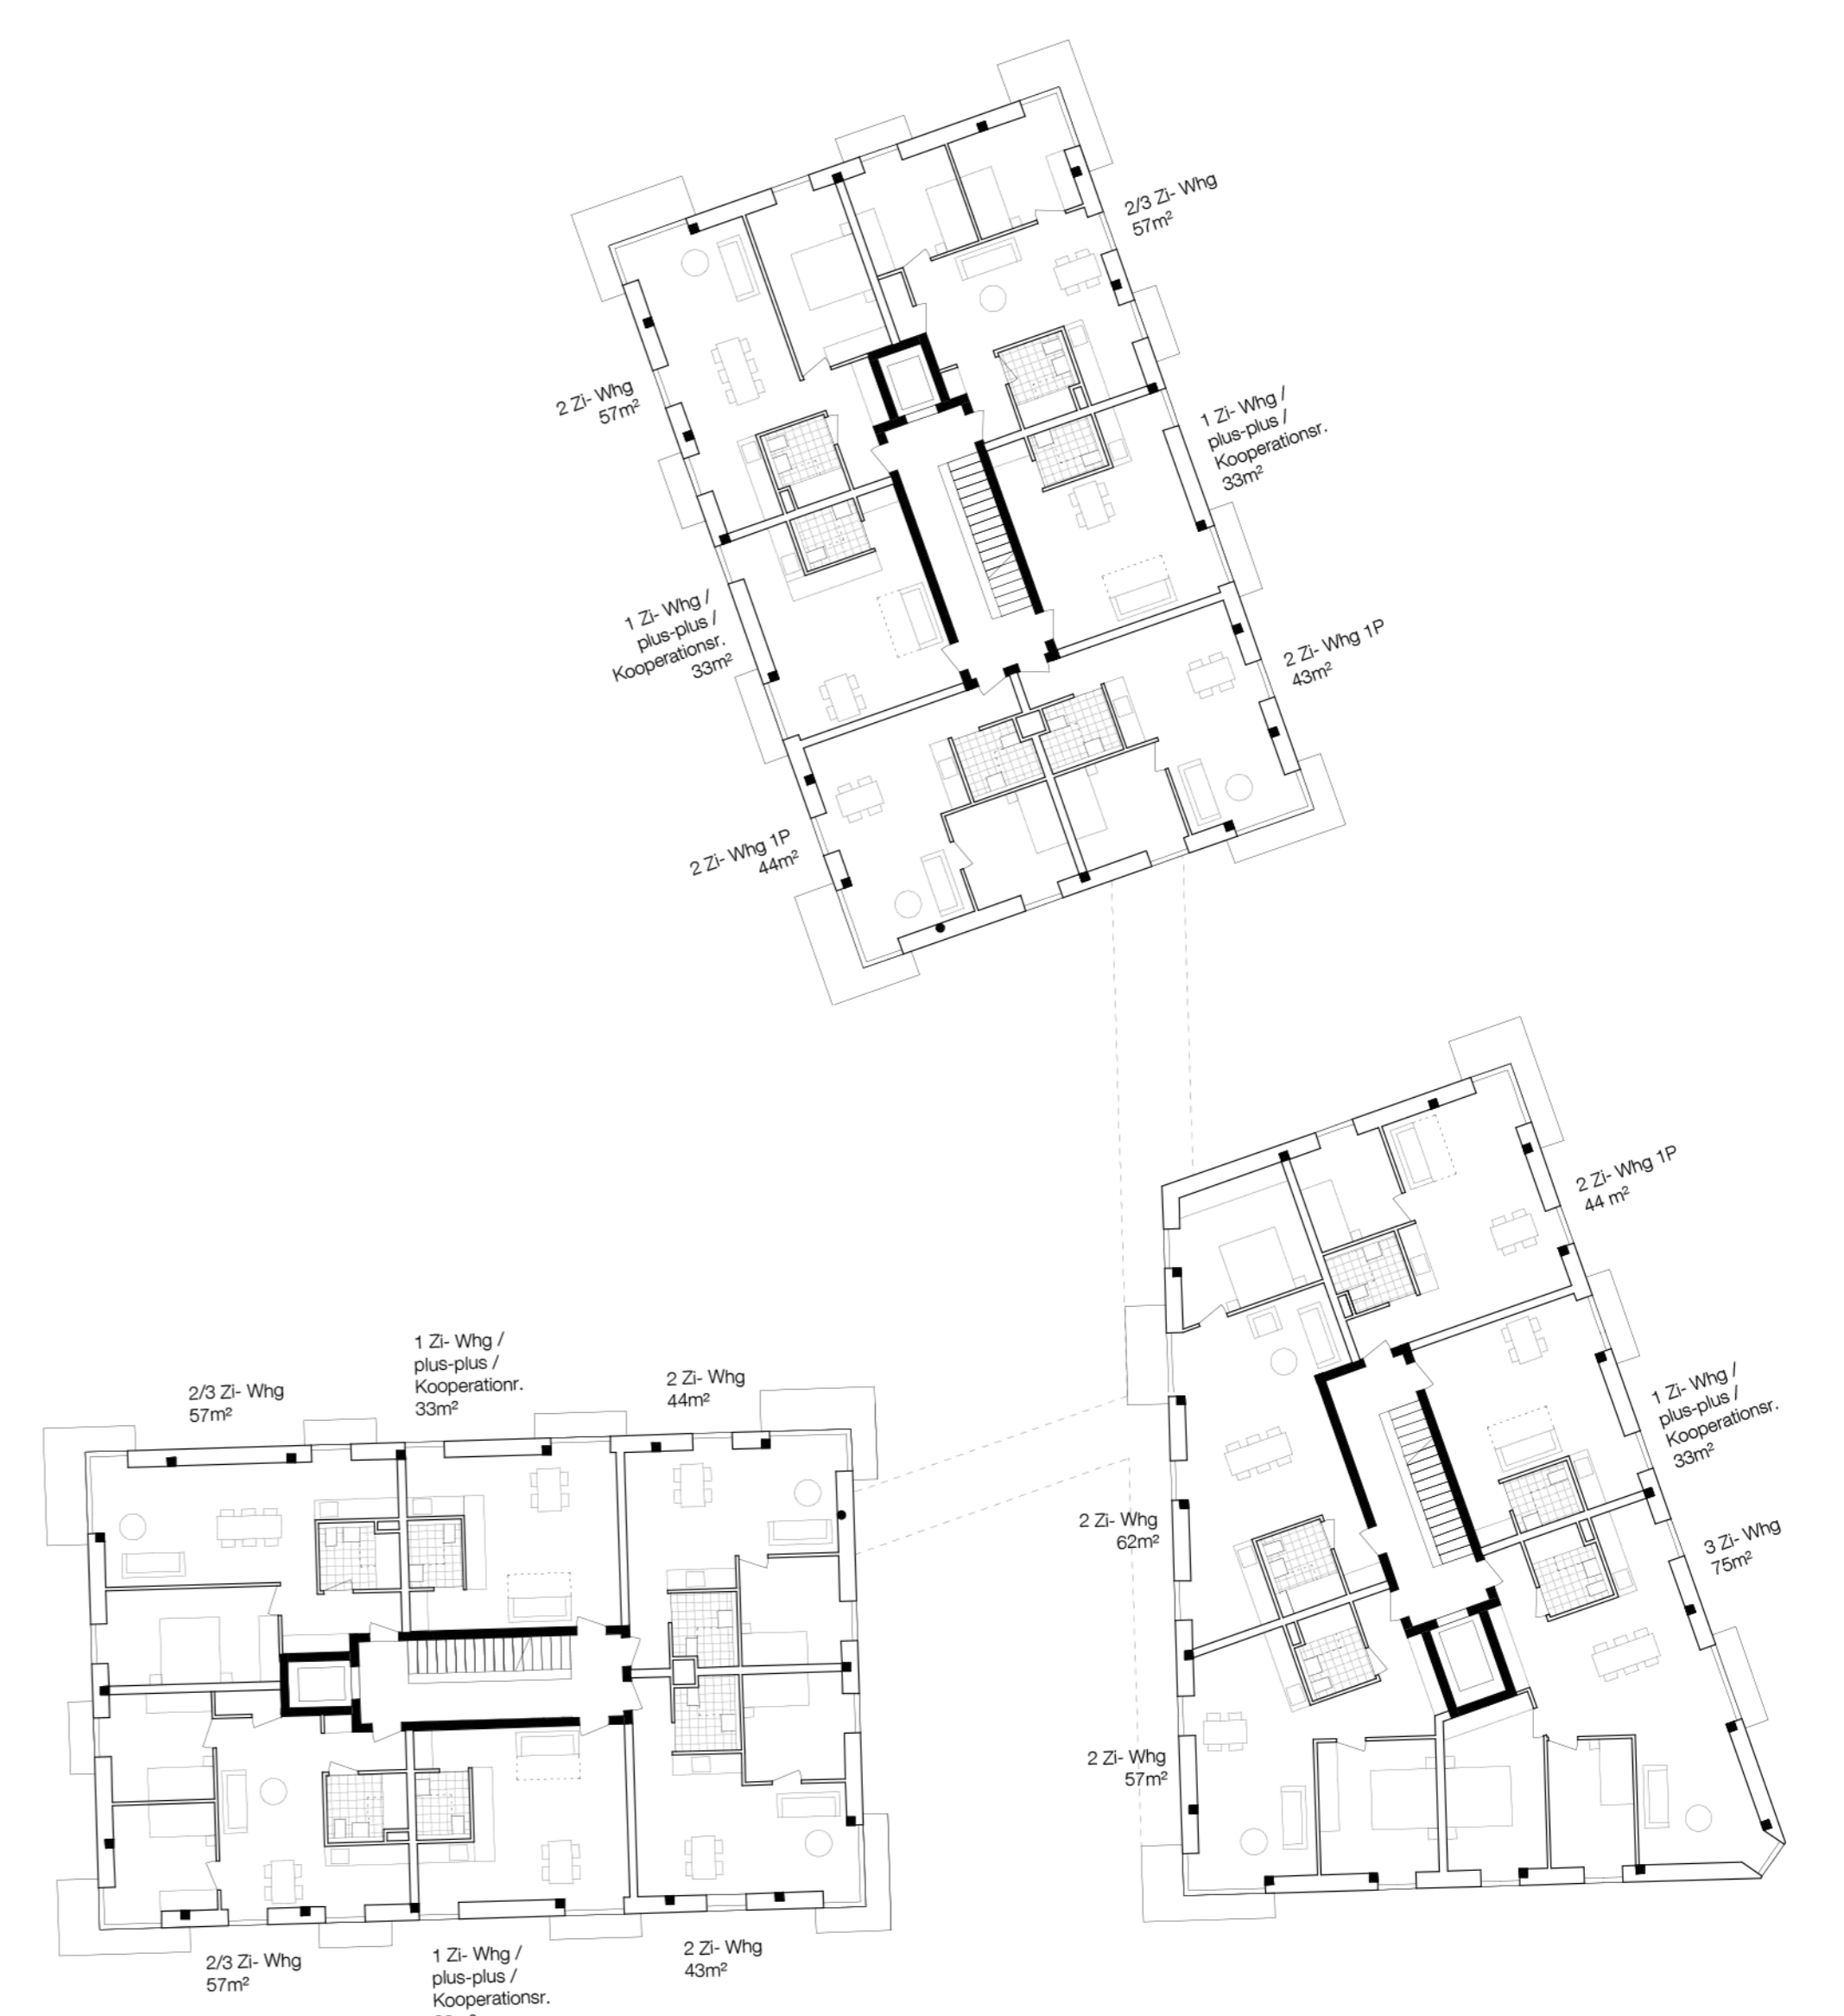 2/3 Zi- Whg
57m²
2 Zi- Whg
57m²
1 Zi- Whg /
plus-plus /
Kooperationsr.
33m²
1 Zi- Whg /
plus-plus /
Kooperationsr.
33m²
2 Zi- Whg 1P
43m²
2 Zi- Whg 1P
44m²
2 Zi- Whg 1P
44 m²
1 Zi- Whg /
plus-plus /
Kooperationsr.
33m²
2 Zi- Whg
62m²
3 Zi- Whg
75m²
2 Zi- Whg
57m²
2/3 Zi- Whg
57m²
1 Zi- Whg /
plus-plus /
Kooperationr.
33m²
2 Zi- Whg
44m²
2/3 Zi- Whg
57m²
1 Zi- Whg /
plus-plus /
Kooperationsr.
2 Zi- Whg
43m²